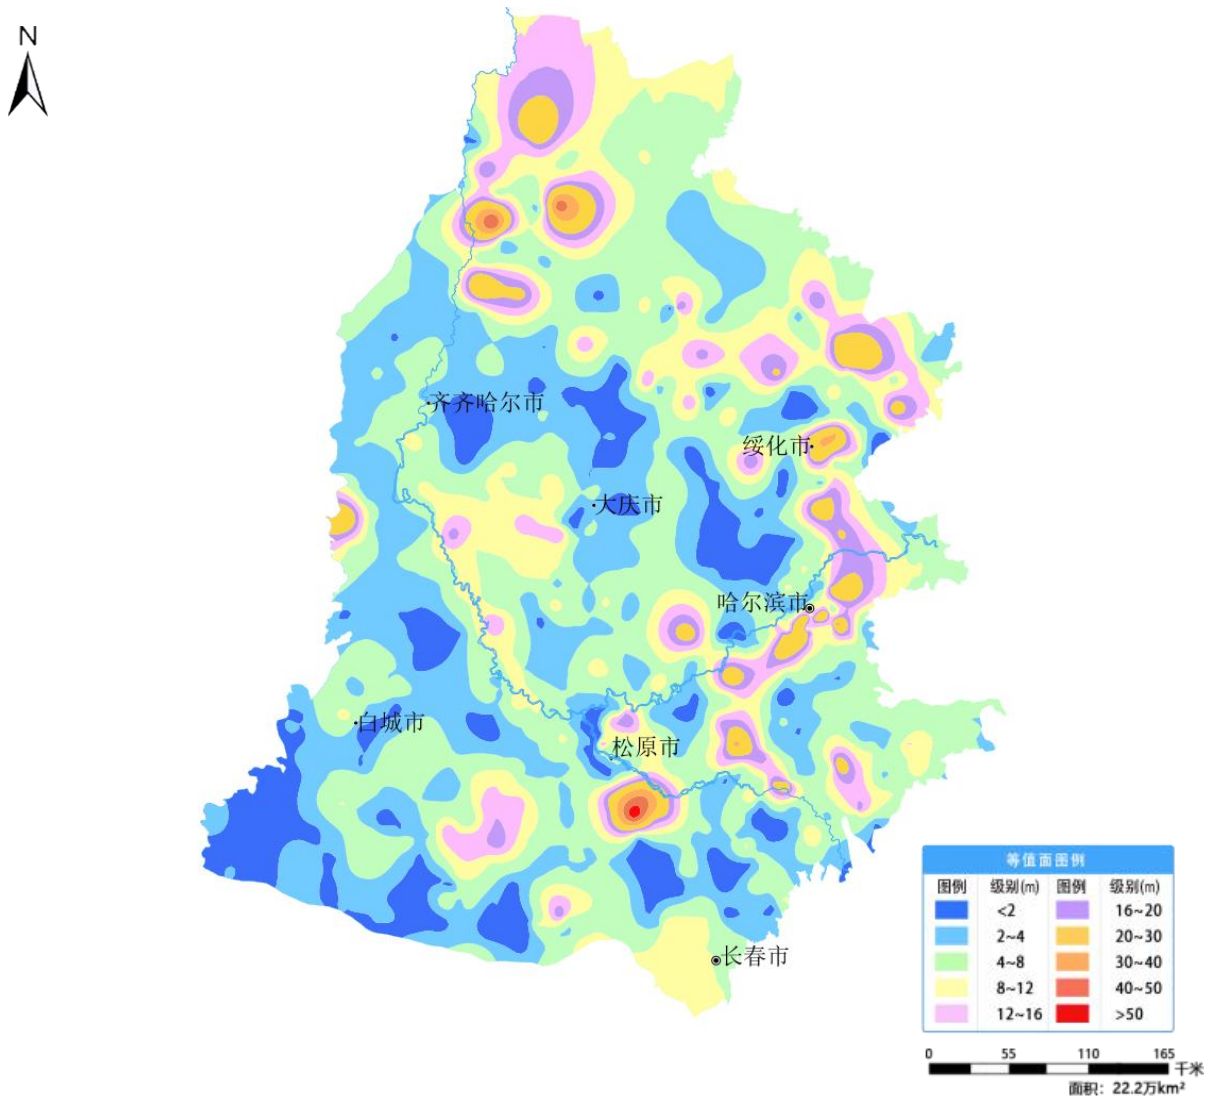 N
齐齐哈尔市
绥化市
大庆市
哈尔滨市
白城市
松原市
长春市
等值面图例
图例 级别(m) 图例 级别(m)
<2 16~20
2~4 20~30
4~8 30~40
8~12 40~50
12~16 >50
0 55 110 165
千米
面积：22.2万km²